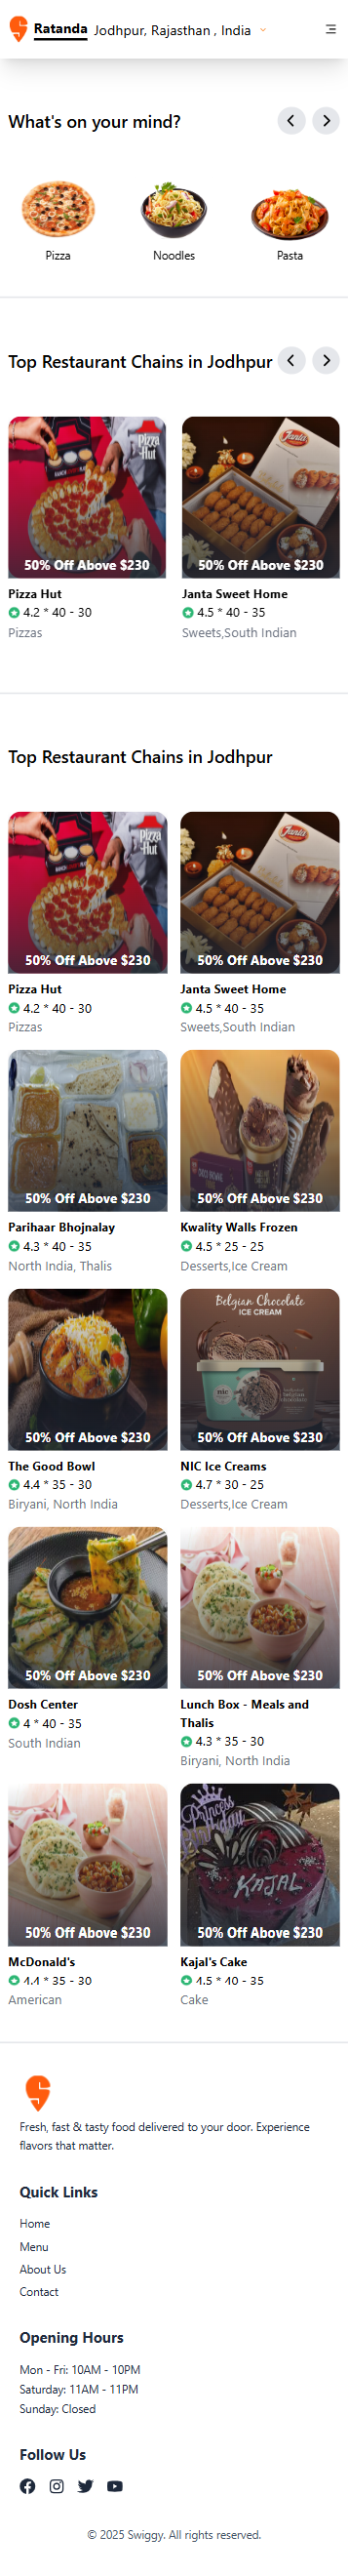 Ratanda Jodhpur, Rajasthan , India
What's on your mind?
Pizza Noodles Pasta
Top Restaurant Chains in Jodhpur
Pizza Hut
Janta
50% Off Above $230 50% Off Above $230
Pizza Hut Janta Sweet Home
4.2 * 40 - 30 4.5 * 40 - 35
Pizzas Sweets,South Indian
Top Restaurant Chains in Jodhpur
Pizza Hut
Janta
50% Off Above $230 50% Off Above $230
Pizza Hut Janta Sweet Home
4.2 * 40 - 30 4.5 * 40 - 35
Pizzas Sweets,South Indian
50% Off Above $230 50% Off Above $230
Parihaar Bhojnalay Kwality Walls Frozen
4.3 * 40 - 35 4.5 * 25 - 25
North India, Thalis Desserts,Ice Cream
Belgian Chocolate
ICE CREAM
nic
50% Off Above $230 50% Off Above $230
The Good Bowl NIC Ice Creams
4.4 * 35 - 30 4.7 * 30 - 25
Biryani, North India Desserts,Ice Cream
50% Off Above $230 50% Off Above $230
Dosh Center Lunch Box - Meals and
Thalis
4 * 40 - 35 4.3 * 35 - 30
South Indian Biryani, North India
Princess
Birthday
KAJAL
50% Off Above $230 50% Off Above $230
McDonald's Kajal's Cake
4.4 * 35 - 30 4.5 * 40 - 35
American Cake
Fresh, fast & tasty food delivered to your door. Experience
flavors that matter.
Quick Links
Home
Menu
About Us
Contact
Opening Hours
Mon - Fri: 10AM - 10PM
Saturday: 11AM - 11PM
Sunday: Closed
Follow Us
© 2025 Swiggy. All rights reserved.